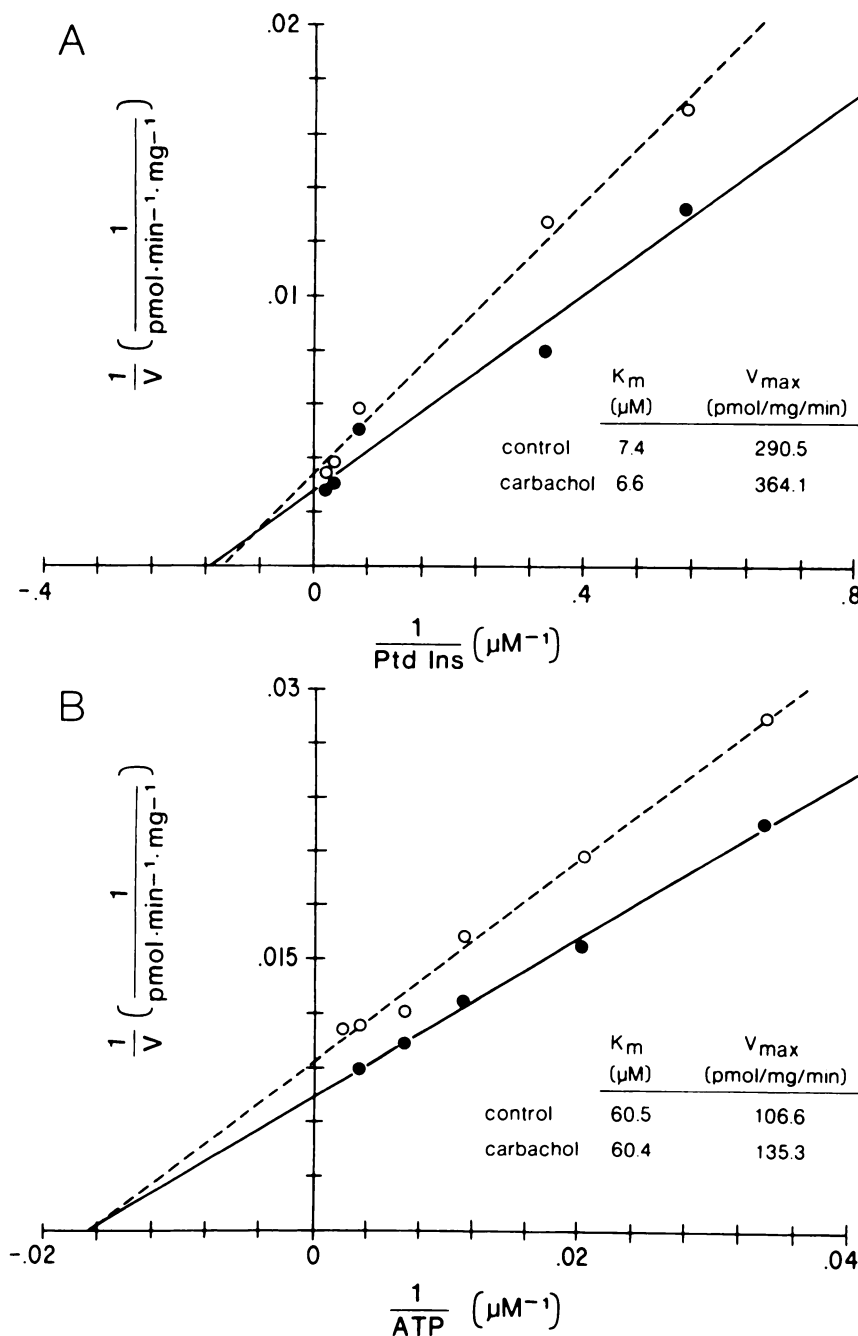 A
.02
.01
1/V ( 1/pmol·min-1·mg-1 )
Km Vmax
(µM) (pmol/mg/min)
control 7.4 290.5
carbachol 6.6 364.1
-.4 0 .4 .8
1/Ptd Ins (µM-1)
B
.03
.015
1/V ( 1/pmol·min-1·mg-1 )
Km Vmax
(µM) (pmol/mg/min)
control 60.5 106.6
carbachol 60.4 135.3
-.02 0 .02 .04
1/ATP (µM-1)